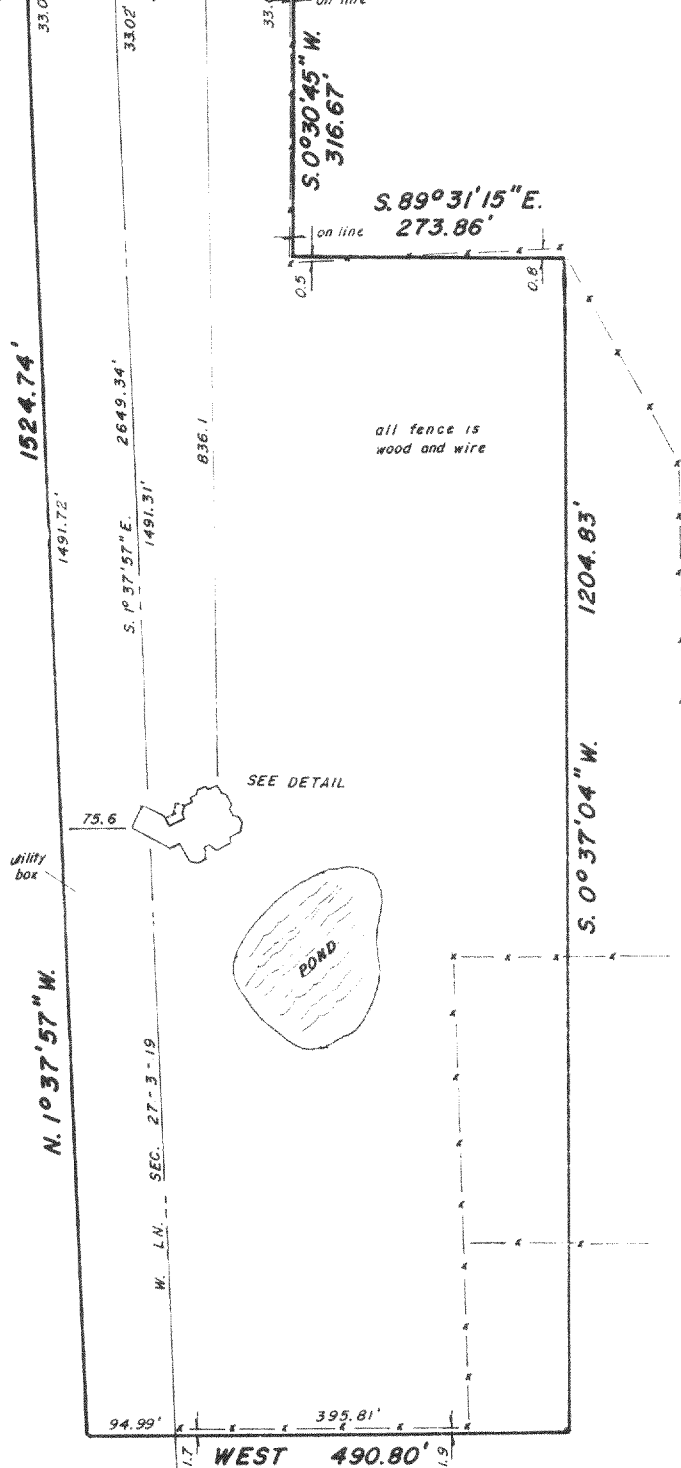 33.02'
on line
S. 0°30'45" W.
316.67'
S. 89°31'15" E.
273.86'
on line
0.5
0.8
1524.74'
2649.34'
836.1
all fence is
wood and wire
1491.72'
S. 1°37'57" E.
1491.31'
1204.83'
SEE DETAIL
75.6
S. 0°37'04" W.
utility
box
POND
N. 1°37'57" W.
W. LN. SEC. 27-3-19
94.99'
395.81'
1.7
WEST 490.80'
1.9